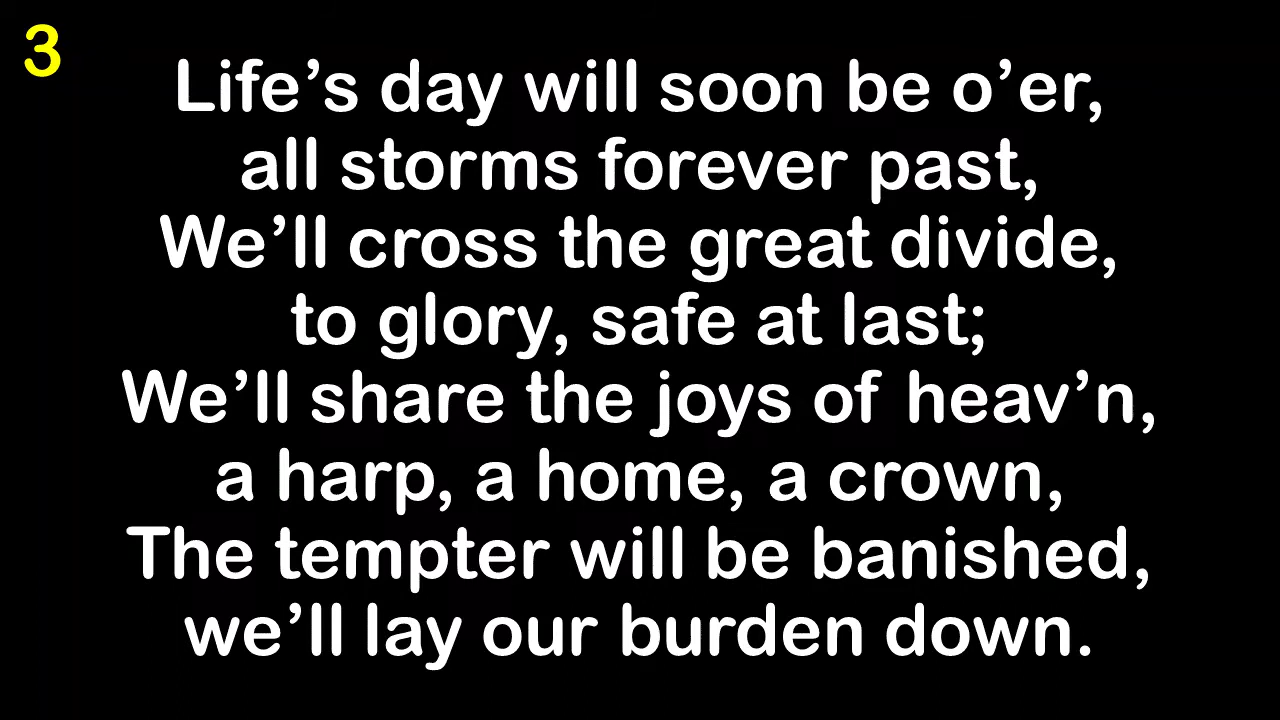 3
Life’s day will soon be o’er,
all storms forever past,
We’ll cross the great divide,
to glory, safe at last;
We’ll share the joys of heav’n,
a harp, a home, a crown,
The tempter will be banished,
we’ll lay our burden down.